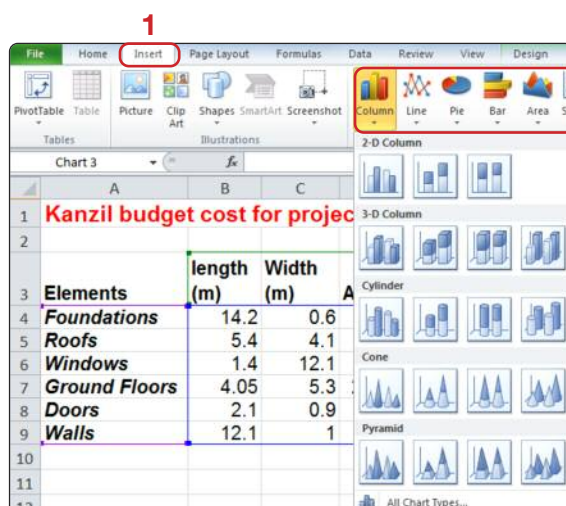 1
File Home Insert Page Layout Formulas Data Review View Design
PivotTable Table Picture Clip Art Shapes SmartArt Screenshot Column Line Pie Bar Area
Tables Illustrations
Chart 3 fx
2-D Column
A B C
1 Kanzil budget cost for projec
3-D Column
2
3 Elements length (m) Width (m) A
Cylinder
4 Foundations 14.2 0.6
5 Roofs 5.4 4.1
6 Windows 1.4 12.1
Cone
7 Ground Floors 4.05 5.3
8 Doors 2.1 0.9
Pyramid
9 Walls 12.1 1
10
11
All Chart Types...